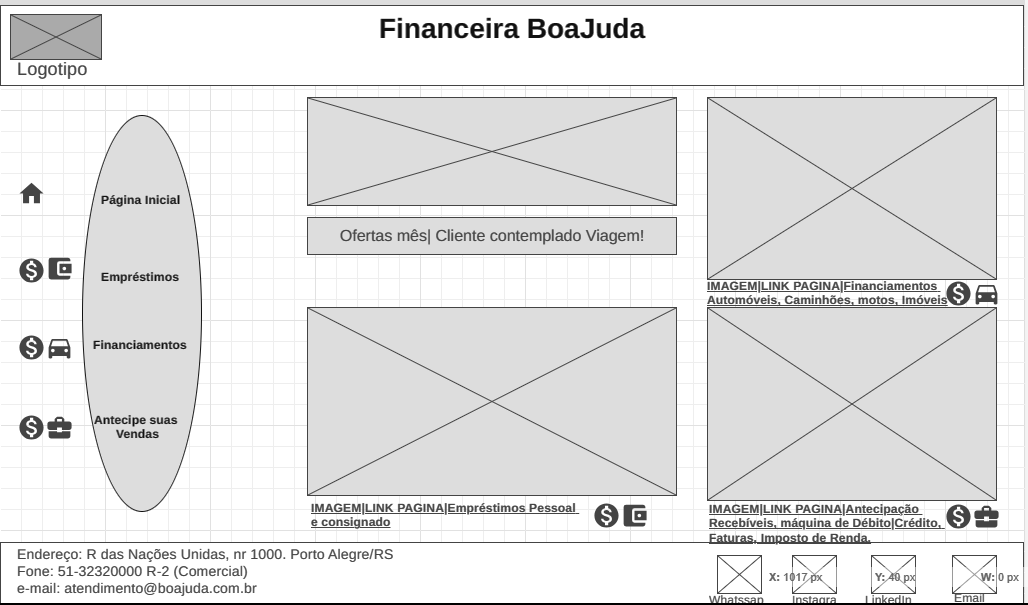 Financeira BoaJuda
Logotipo
Página Inicial
Empréstimos
Financiamentos
Antecipe suas
Vendas
Ofertas mês| Cliente contemplado Viagem!
IMAGEM|LINK PAGINA|Empréstimos Pessoal
e consignado
IMAGEM|LINK PAGINA|Financiamentos
Automóveis, Caminhões, motos, Imóveis
IMAGEM|LINK PAGINA|Antecipação
Recebíveis, máquina de Débito|Crédito,
Faturas, Imposto de Renda.
Endereço: R das Nações Unidas, nr 1000. Porto Alegre/RS
Fone: 51-32320000 R-2 (Comercial)
e-mail: atendimento@boajuda.com.br
X: 1017 px Y: 40 px W: 0 px
Whatssap Instagra LinkedIn Email